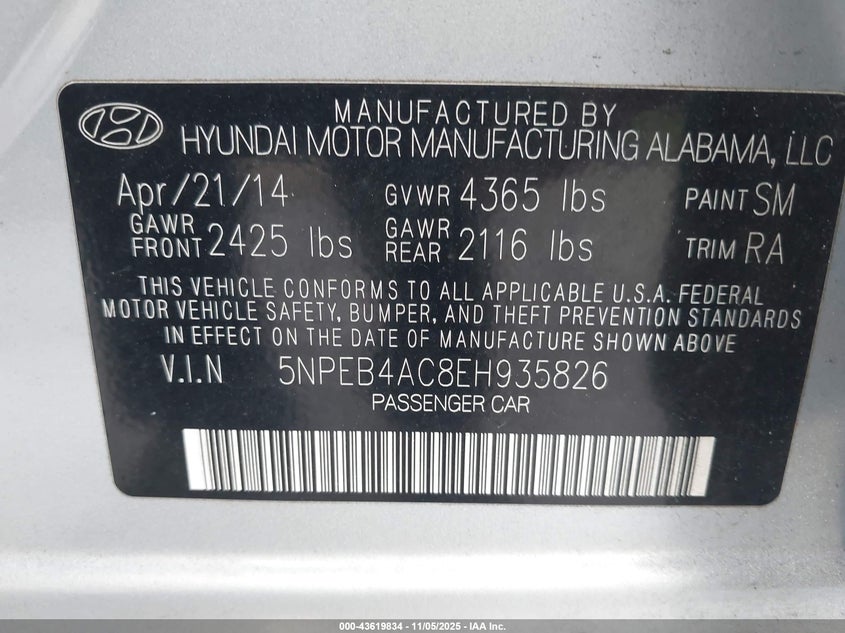 MANUFACTURED BY
HYUNDAI MOTOR MANUFACTURING ALABAMA, LLC
Apr/21/14 GVWR 4365 lbs PAINT SM
GAWR FRONT 2425 lbs GAWR REAR 2116 lbs TRIM RA
THIS VEHICLE CONFORMS TO ALL APPLICABLE U.S.A. FEDERAL
MOTOR VEHICLE SAFETY, BUMPER, AND THEFT PREVENTION STANDARDS
IN EFFECT ON THE DATE OF MANUFACTURE SHOWN ABOVE
V.I.N 5NPEB4AC8EH935826
PASSENGER CAR
000-43619834 - 11/05/2025 - IAA Inc.